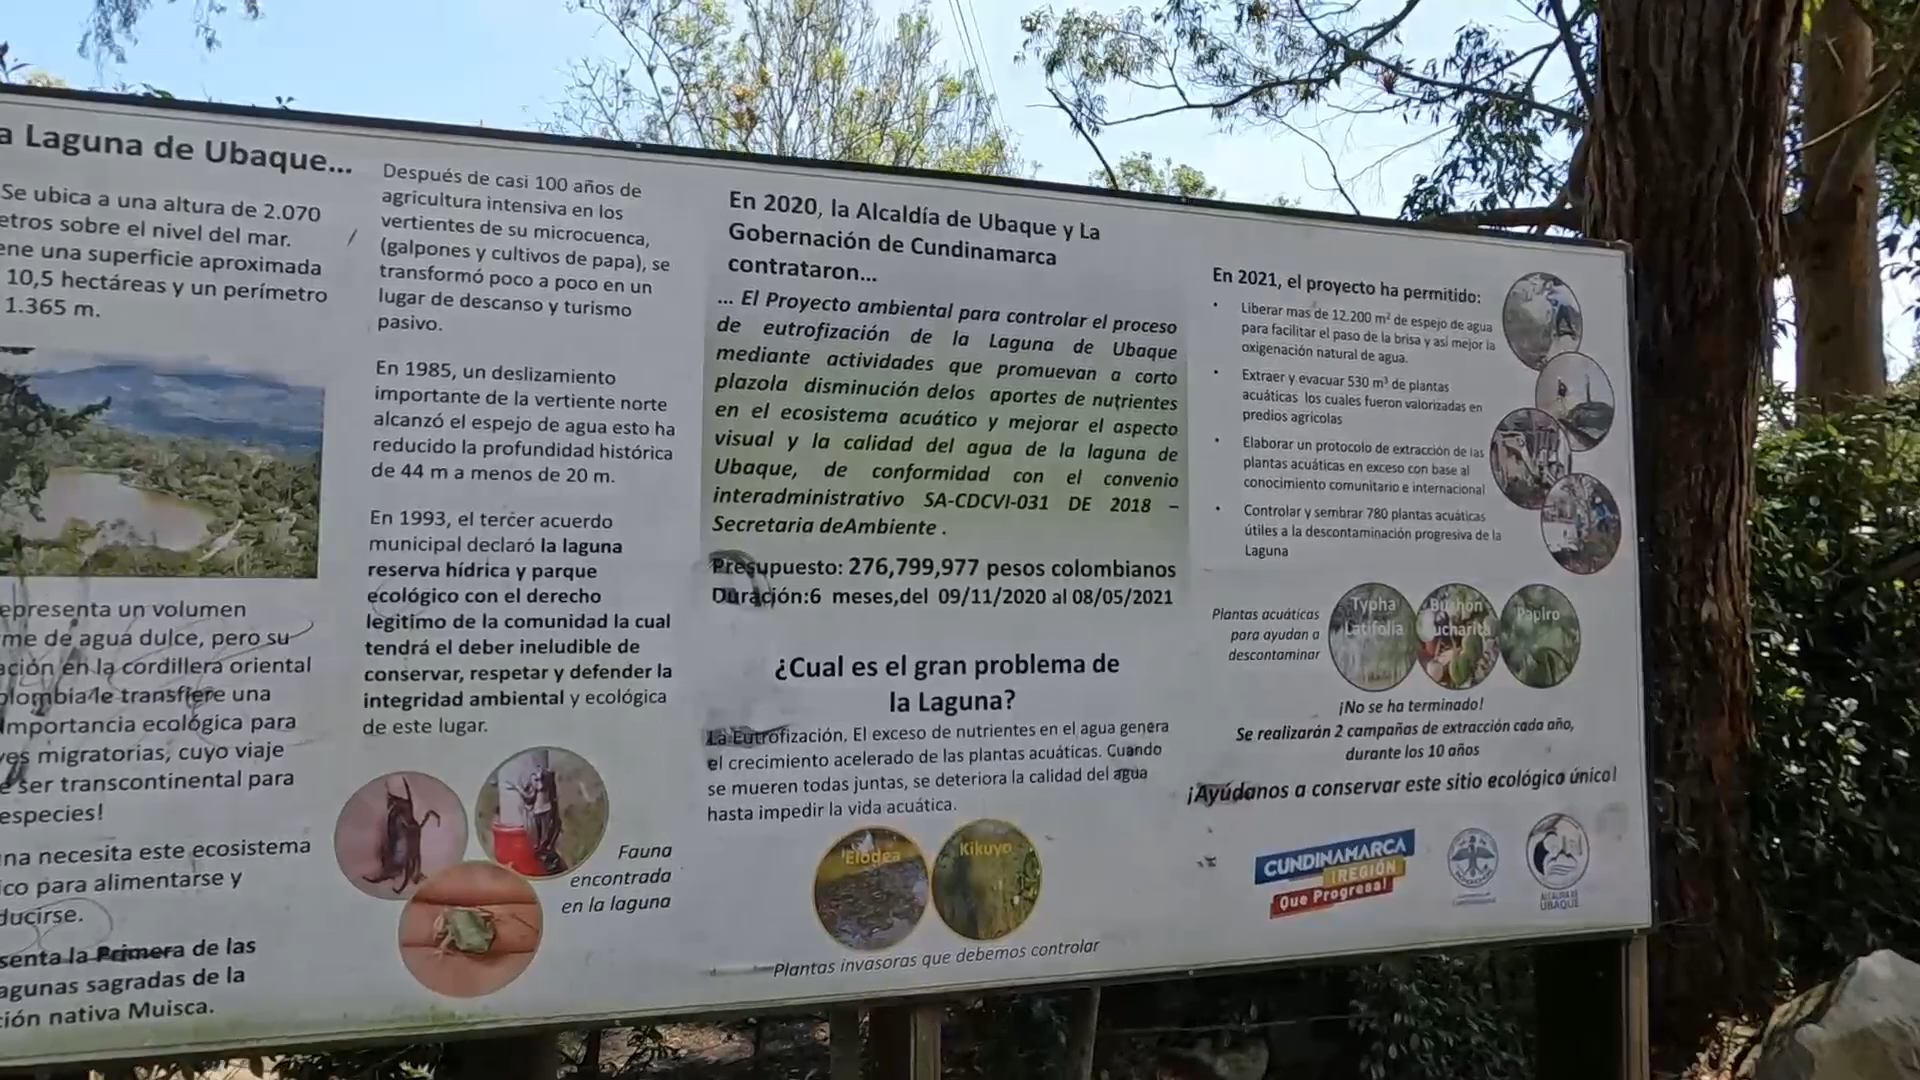 a Laguna de Ubaque...
Se ubica a una altura de 2.070
etros sobre el nivel del mar.
ene una superficie aproximada
10,5 hectáreas y un perímetro
1.365 m.
epresenta un volumen
me de agua dulce, pero su
ación en la cordillera oriental
olombia le transfiere una
importancia ecológica para
ves migratorias, cuyo viaje
e ser transcontinental para
especies!
na necesita este ecosistema
ico para alimentarse y
ducirse.
senta la Primera de las
agunas sagradas de la
ción nativa Muisca.
Después de casi 100 años de
agricultura intensiva en los
vertientes de su microcuenca,
(galpones y cultivos de papa), se
transformó poco a poco en un
lugar de descanso y turismo
pasivo.
En 1985, un deslizamiento
importante de la vertiente norte
alcanzó el espejo de agua esto ha
reducido la profundidad histórica
de 44 m a menos de 20 m.
En 1993, el tercer acuerdo
municipal declaró la laguna
reserva hídrica y parque
ecológico con el derecho
legitimo de la comunidad la cual
tendrá el deber ineludible de
conservar, respetar y defender la
integridad ambiental y ecológica
de este lugar.
Fauna
encontrada
en la laguna
En 2020, la Alcaldía de Ubaque y La
Gobernación de Cundinamarca
contrataron...
... El Proyecto ambiental para controlar el proceso
de eutrofización de la Laguna de Ubaque
mediante actividades que promuevan a corto
plazola disminución delos aportes de nutrientes
en el ecosistema acuático y mejorar el aspecto
visual y la calidad del agua de la laguna de
Ubaque, de conformidad con el convenio
interadministrativo SA-CDCVI-031 DE 2018 –
Secretaria deAmbiente .
Presupuesto: 276,799,977 pesos colombianos
Duración:6 meses,del 09/11/2020 al 08/05/2021
¿Cual es el gran problema de
la Laguna?
La Eutrofización, El exceso de nutrientes en el agua genera
el crecimiento acelerado de las plantas acuáticas. Cuando
se mueren todas juntas, se deteriora la calidad del agua
hasta impedir la vida acuática.
Elodea
Kikuyo
Plantas invasoras que debemos controlar
En 2021, el proyecto ha permitido:
• Liberar mas de 12.200 m² de espejo de agua
para facilitar el paso de la brisa y así mejor la
oxigenación natural de agua.
• Extraer y evacuar 530 m³ de plantas
acuáticas los cuales fueron valorizadas en
predios agricolas
• Elaborar un protocolo de extracción de las
plantas acuáticas en exceso con base al
conocimiento comunitario e internacional
• Controlar y sembrar 780 plantas acuáticas
útiles a la descontaminación progresiva de la
Laguna
Plantas acuáticas
para ayudan a
descontaminar
Typha
Latifolia
Buchón
Cucharita
Papiro
¡No se ha terminado!
Se realizarán 2 campañas de extracción cada año,
durante los 10 años
¡Ayúdanos a conservar este sitio ecológico único!
CUNDINAMARCA
¡REGIÓN
Que Progresa!
ALCALDÍA DE
UBAQUE